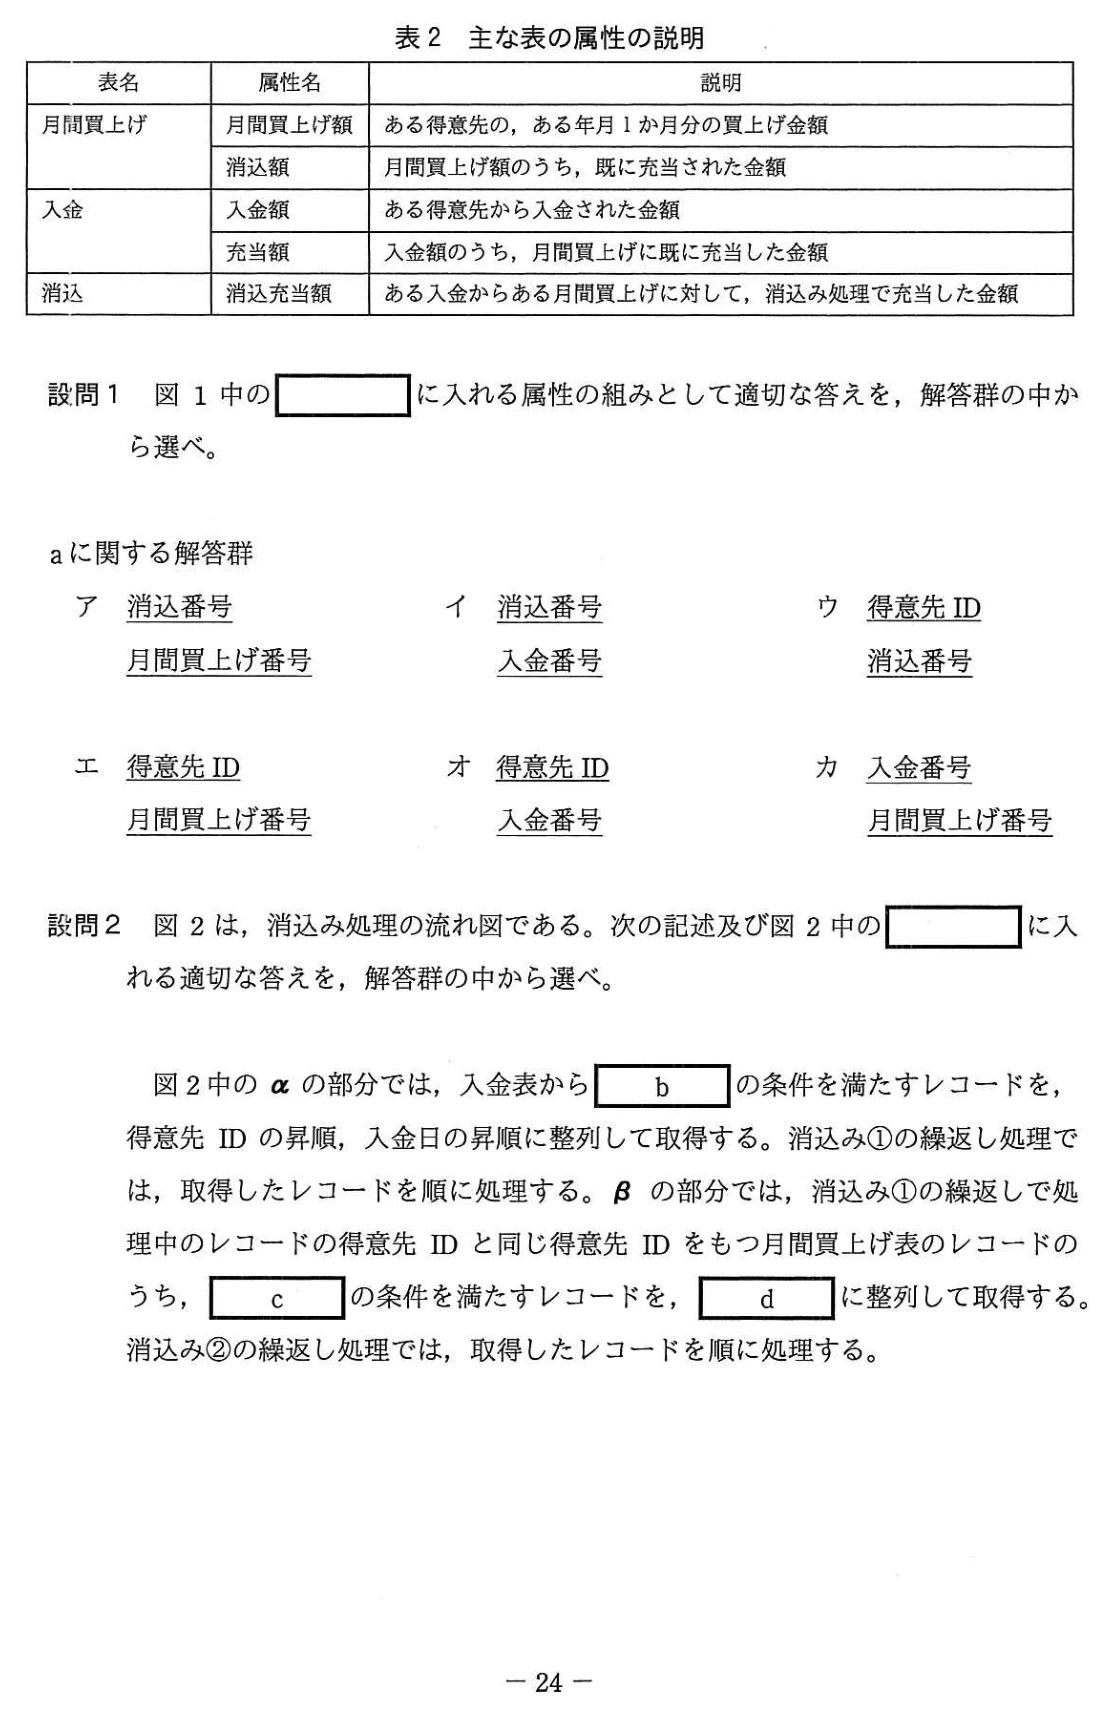 表2 主な表の属性の説明
表名 属性名 説明
月間買上げ 月間買上げ額 ある得意先の，ある年月1か月分の買上げ金額
消込額 月間買上げ額のうち，既に充当された金額
入金 入金額 ある得意先から入金された金額
充当額 入金額のうち，月間買上げに既に充当した金額
消込 消込充当額 ある入金からある月間買上げに対して，消込み処理で充当した金額
設問1 図 1 中の に入れる属性の組みとして適切な答えを，解答群の中か
ら選べ。
aに関する解答群
ア 消込番号 イ 消込番号 ウ 得意先 ID
月間買上げ番号 入金番号 消込番号
エ 得意先 ID オ 得意先 ID カ 入金番号
月間買上げ番号 入金番号 月間買上げ番号
設問2 図 2 は，消込み処理の流れ図である。次の記述及び図 2 中の に入
れる適切な答えを，解答群の中から選べ。
図2中の α の部分では，入金表から b の条件を満たすレコードを，
得意先 ID の昇順，入金日の昇順に整列して取得する。消込み①の繰返し処理で
は，取得したレコードを順に処理する。β の部分では，消込み①の繰返しで処
理中のレコードの得意先 ID と同じ得意先 ID をもつ月間買上げ表のレコードの
うち， c の条件を満たすレコードを， d に整列して取得する。
消込み②の繰返し処理では，取得したレコードを順に処理する。
－ 24 －